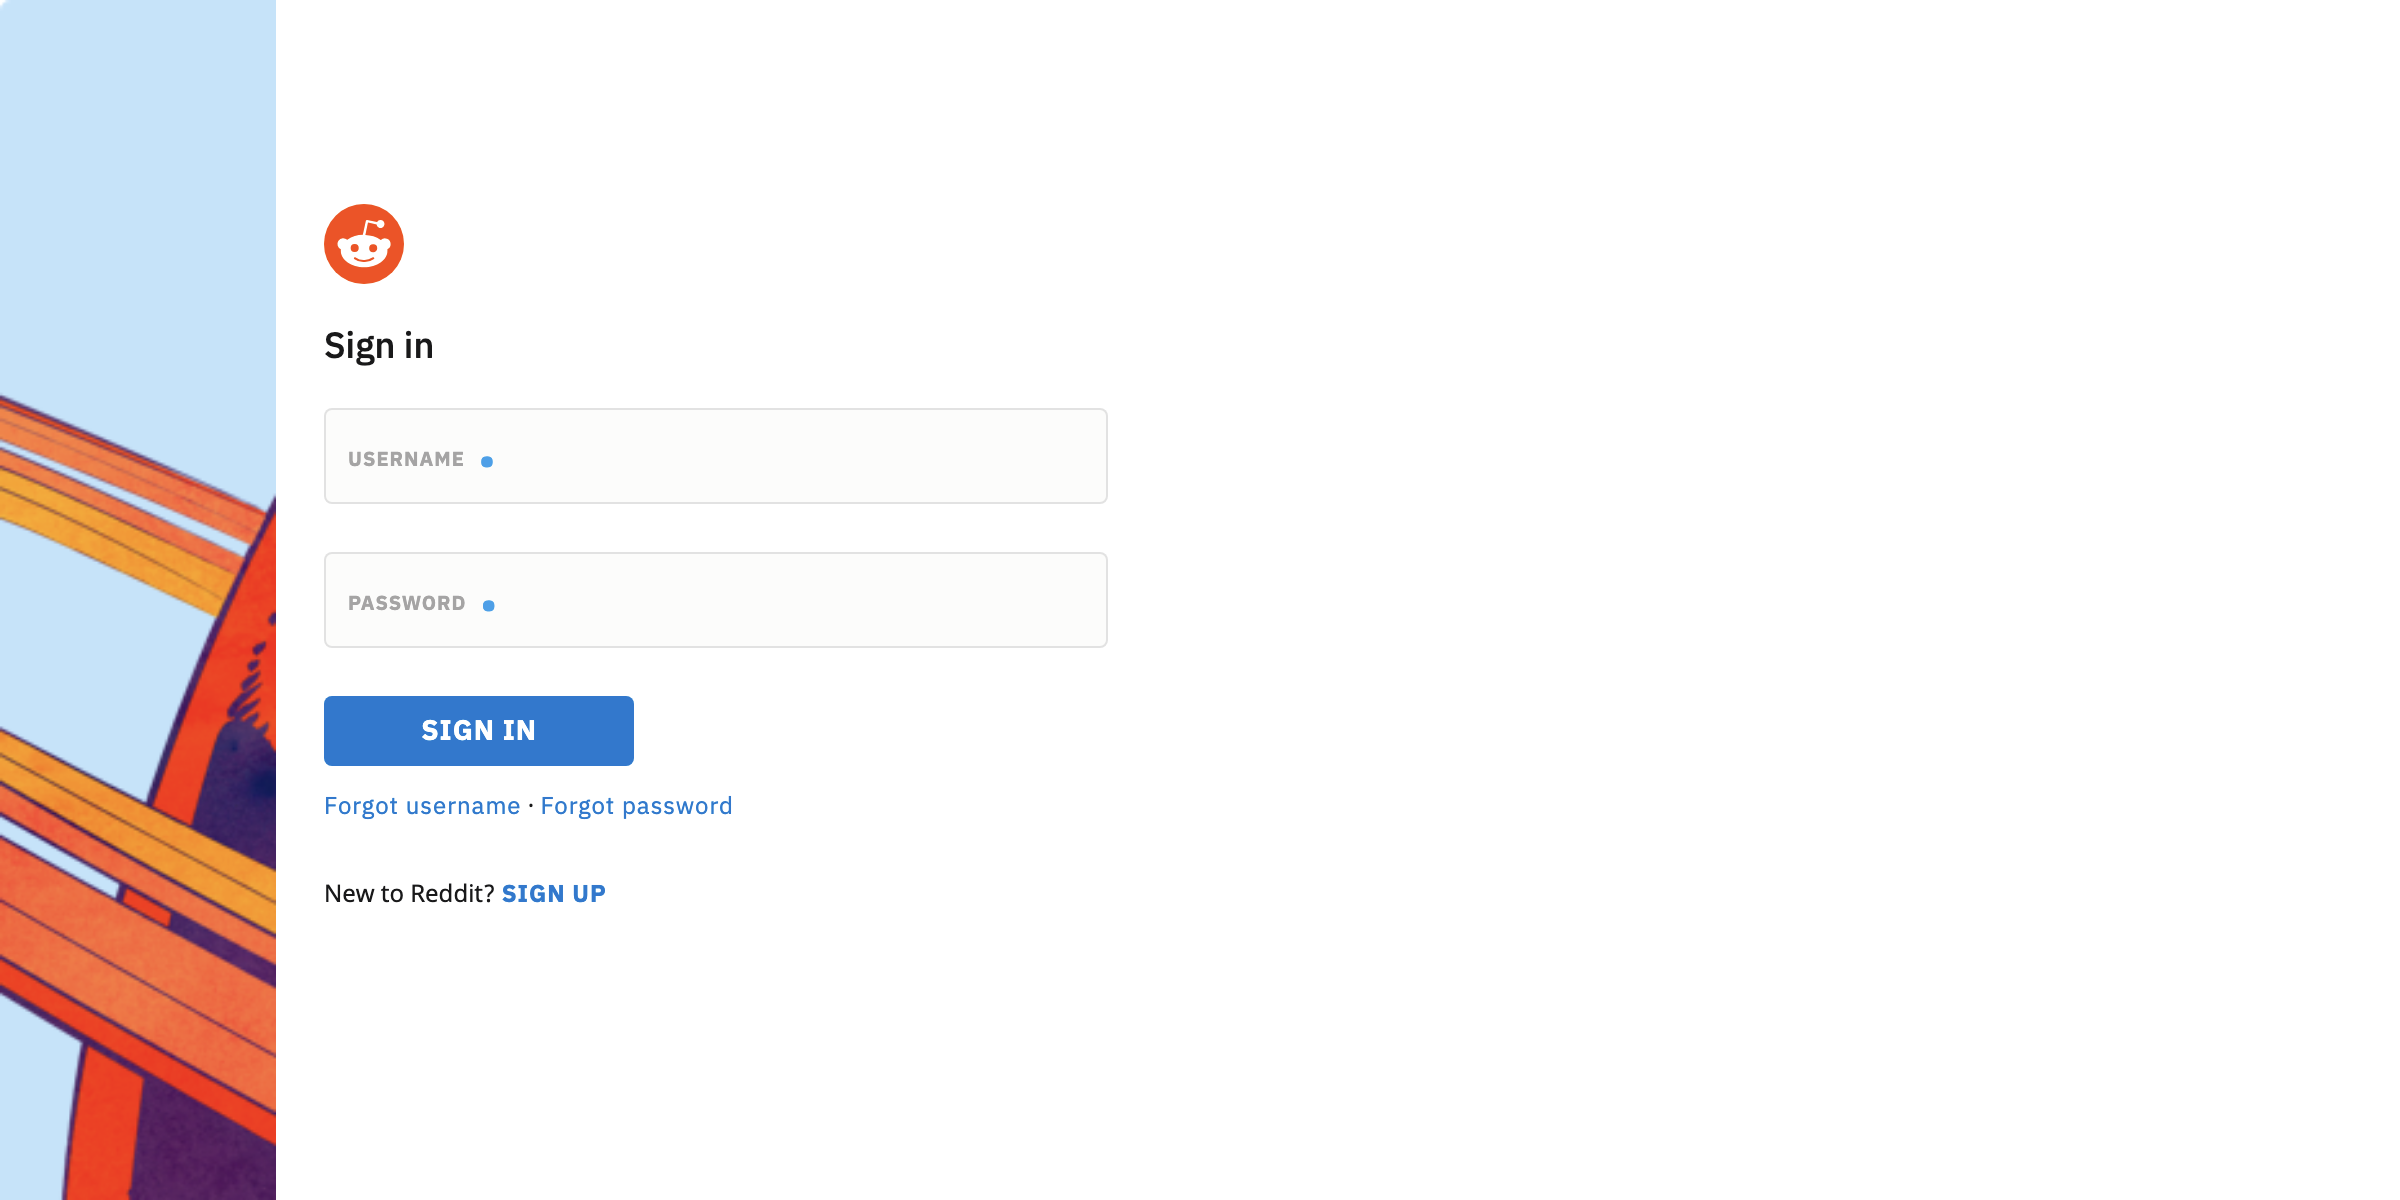 Sign in
USERNAME
PASSWORD
SIGN IN
Forgot username · Forgot password
New to Reddit? SIGN UP